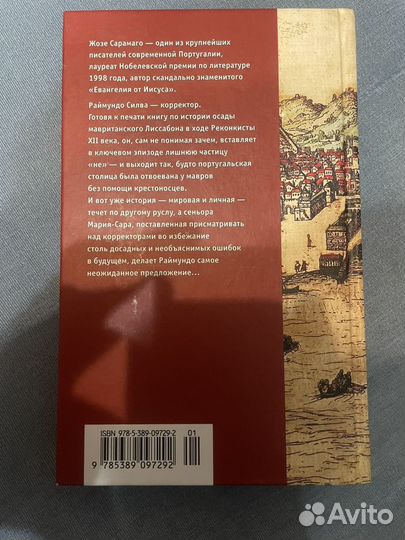 Жозе Сарамаго — один из крупнейших
писателей современной Португалии,
лауреат Нобелевской премии по литературе
1998 года, автор скандально знаменитого
«Евангелия от Иисуса».
Раймундо Силва — корректор.
Готовя к печати книгу по истории осады
мавританского Лиссабона в ходе Реконкисты
XII века, он, сам не понимая зачем, вставляет
в ключевом эпизоде лишнюю частицу
«не» — и выходит так, будто португальская
столица была отвоевана у мавров
без помощи крестоносцев.
И вот уже история — мировая и личная —
течет по другому руслу, а сеньора
Мария-Сара, поставленная присматривать
над корректорами во избежание
столь досадных и необъяснимых ошибок
в будущем, делает Раймундо самое
неожиданное предложение...
ISBN 978-5-389-09729-2
01
9 785389 097292
Avito